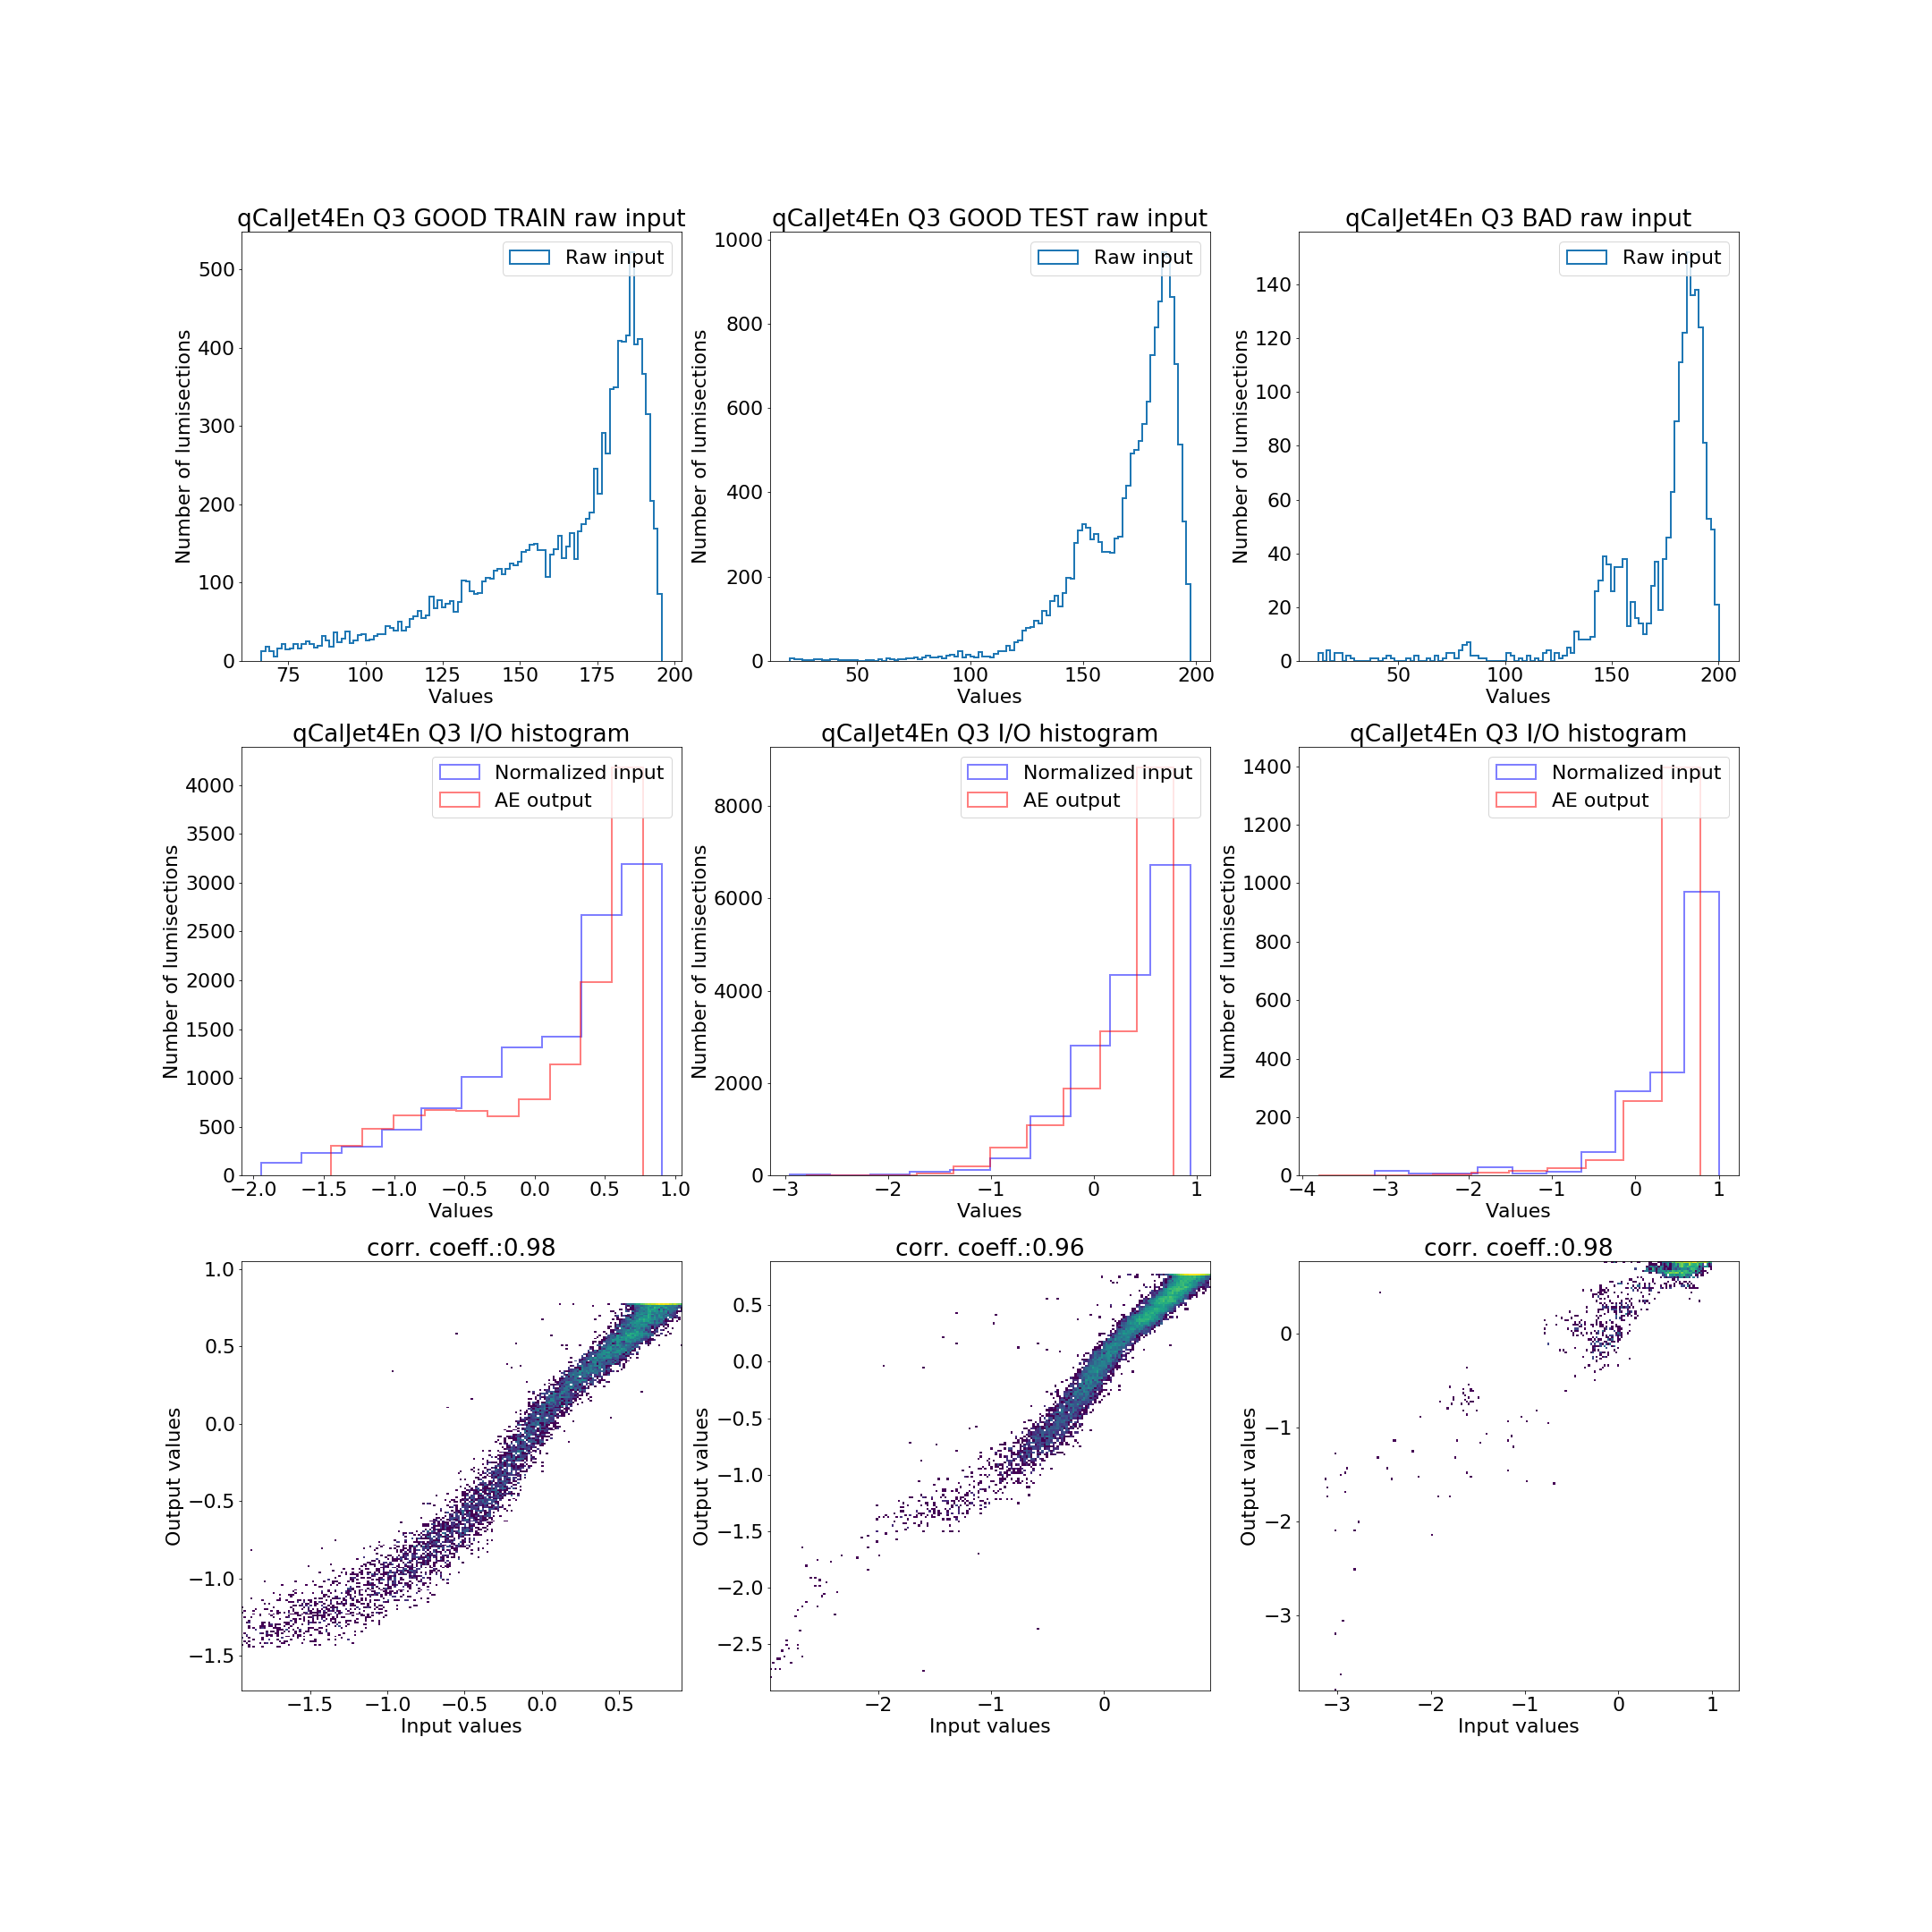 qCalJet4En Q3 GOOD TRAIN raw input
qCalJet4En Q3 GOOD TEST raw input
qCalJet4En Q3 BAD raw input
Raw input
Raw input
Raw input
Number of lumisections
500
400
300
200
100
0
75 100 125 150 175 200
Values
Number of lumisections
1000
800
600
400
200
0
50 100 150 200
Values
Number of lumisections
140
120
100
80
60
40
20
0
50 100 150 200
Values
qCalJet4En Q3 I/O histogram
qCalJet4En Q3 I/O histogram
qCalJet4En Q3 I/O histogram
Normalized input
AE output
Normalized input
AE output
Normalized input
AE output
Number of lumisections
4000
3500
3000
2500
2000
1500
1000
500
0
−2.0 −1.5 −1.0 −0.5 0.0 0.5 1.0
Values
Number of lumisections
8000
6000
4000
2000
0
−3 −2 −1 0 1
Values
Number of lumisections
1400
1200
1000
800
600
400
200
0
−4 −3 −2 −1 0 1
Values
corr. coeff.:0.98
corr. coeff.:0.96
corr. coeff.:0.98
Output values
1.0
0.5
0.0
−0.5
−1.0
−1.5
−1.5 −1.0 −0.5 0.0 0.5
Input values
Output values
0.5
0.0
−0.5
−1.0
−1.5
−2.0
−2.5
−2 −1 0
Input values
Output values
0
−1
−2
−3
−3 −2 −1 0 1
Input values